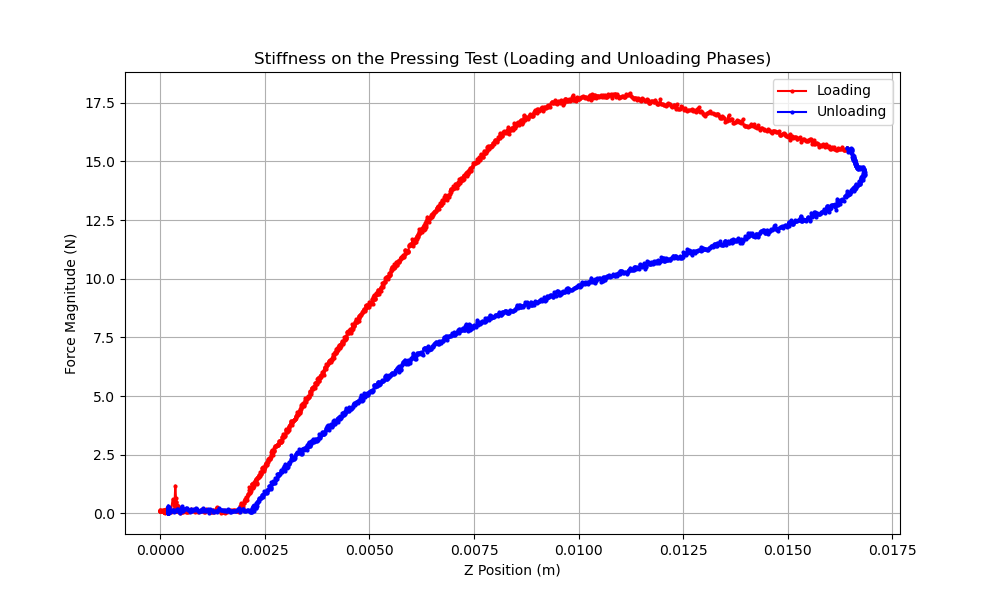 Stiffness on the Pressing Test (Loading and Unloading Phases)
Loading
Unloading
Force Magnitude (N)
17.5
15.0
12.5
10.0
7.5
5.0
2.5
0.0
0.0000 0.0025 0.0050 0.0075 0.0100 0.0125 0.0150 0.0175
Z Position (m)